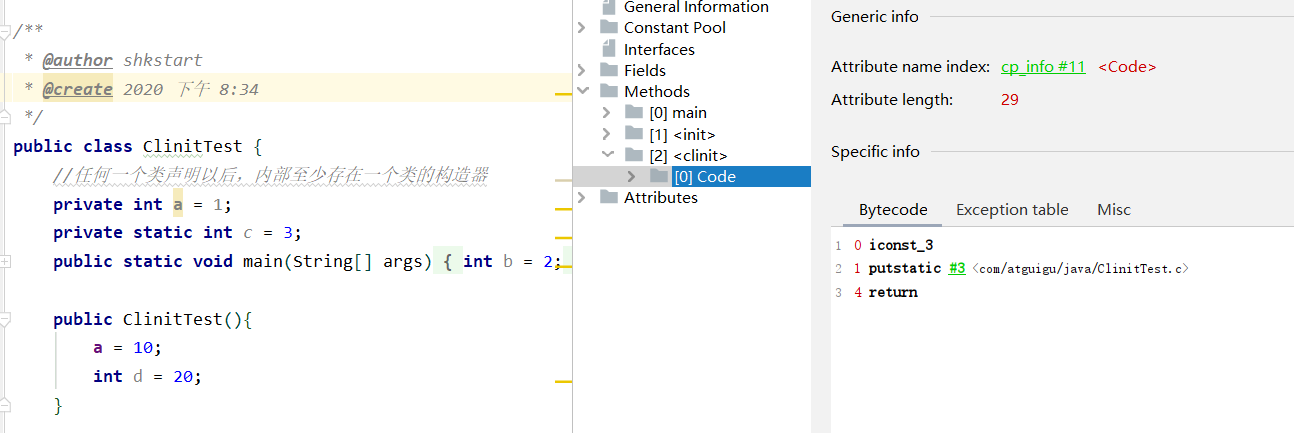 /**
* @author shkstart
* @create 2020 下午 8:34
*/
public class ClinitTest {
//任何一个类声明以后，内部至少存在一个类的构造器
private int a = 1;
private static int c = 3;
public static void main(String[] args) { int b = 2;
public ClinitTest(){
a = 10;
int d = 20;
}
General Information
Constant Pool
Interfaces
Fields
Methods
[0] main
[1] <init>
[2] <clinit>
[0] Code
Attributes
Generic info
Attribute name index: cp_info #11 <Code>
Attribute length: 29
Specific info
Bytecode Exception table Misc
1 0 iconst_3
2 1 putstatic #3 <com/atguigu/java/ClinitTest.c>
3 4 return